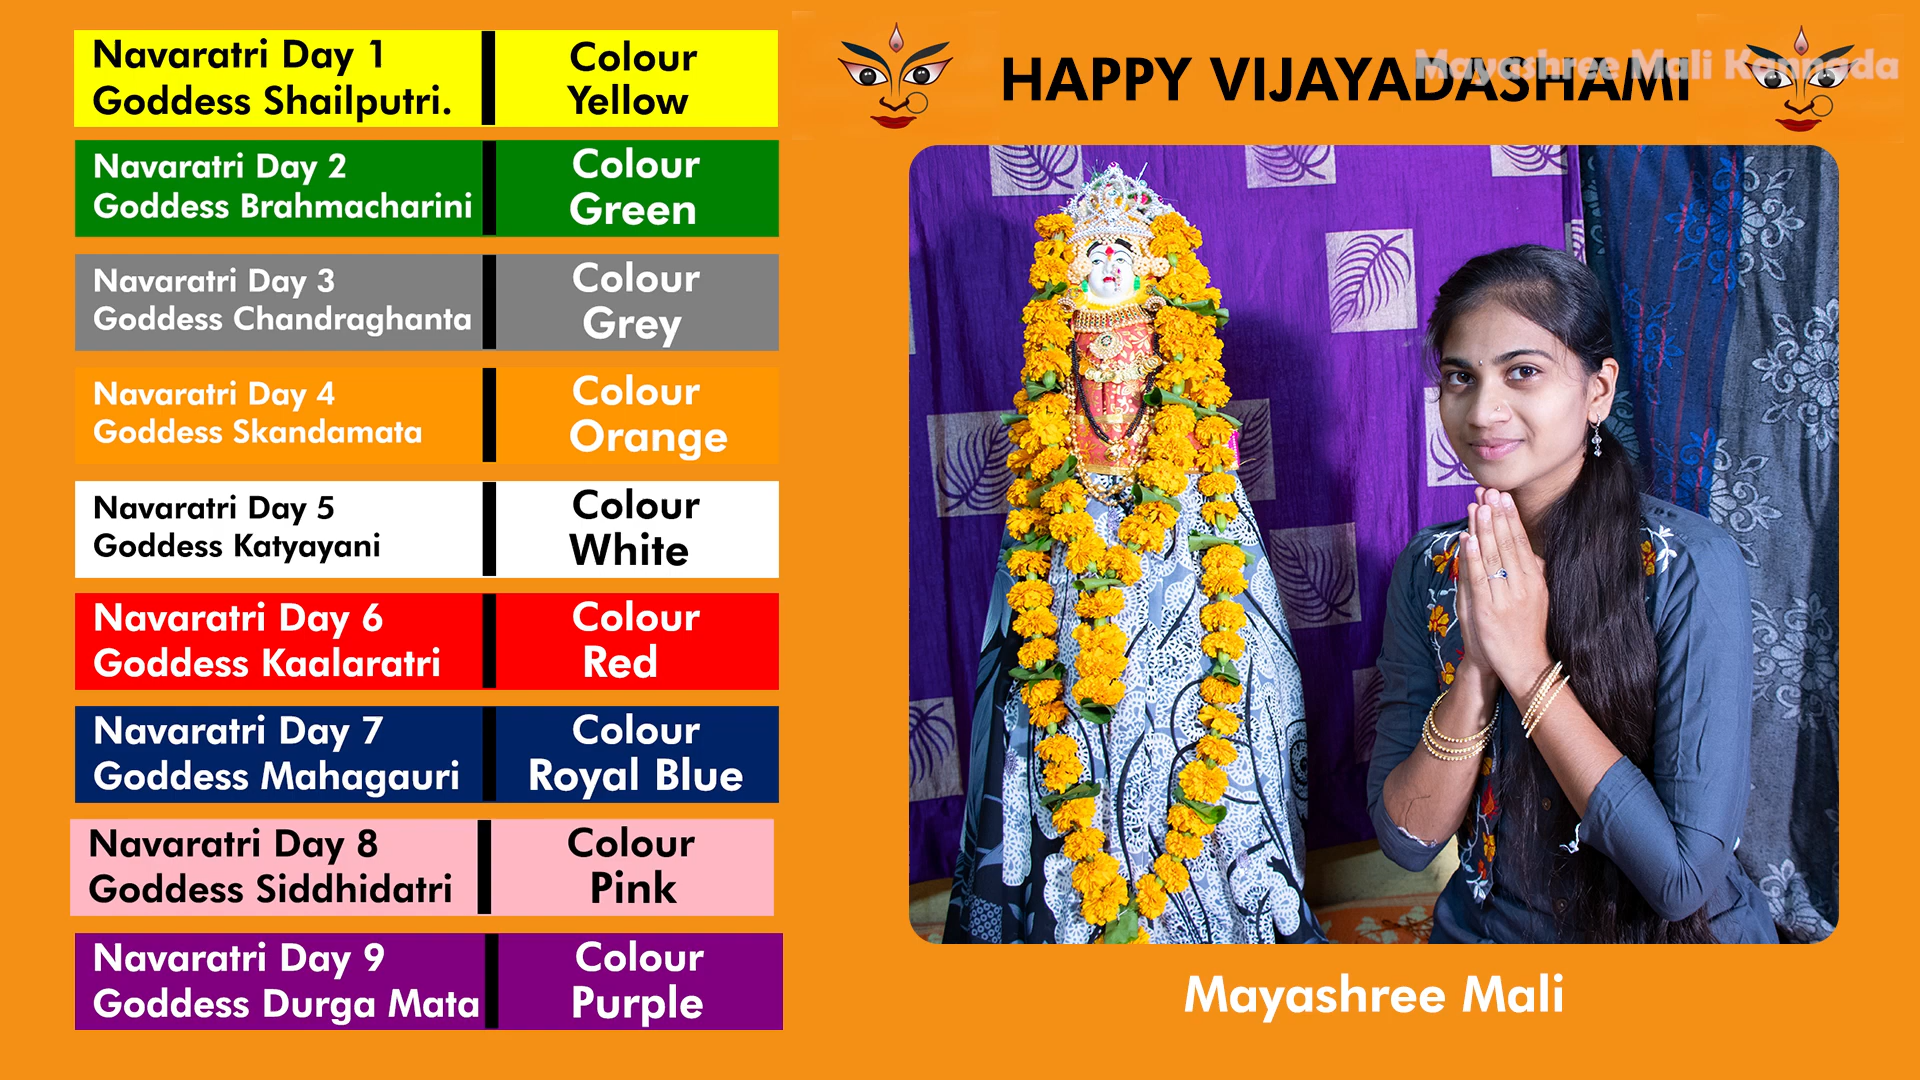 Navaratri Day 1
Goddess Shailputri.
Colour
Yellow
Navaratri Day 2
Goddess Brahmacharini
Colour
Green
Navaratri Day 3
Goddess Chandraghanta
Colour
Grey
Navaratri Day 4
Goddess Skandamata
Colour
Orange
Navaratri Day 5
Goddess Katyayani
Colour
White
Navaratri Day 6
Goddess Kaalaratri
Colour
Red
Navaratri Day 7
Goddess Mahagauri
Colour
Royal Blue
Navaratri Day 8
Goddess Siddhidatri
Colour
Pink
Navaratri Day 9
Goddess Durga Mata
Colour
Purple
HAPPY VIJAYADASHAMI
Mayashree Mali Kannada
Mayashree Mali